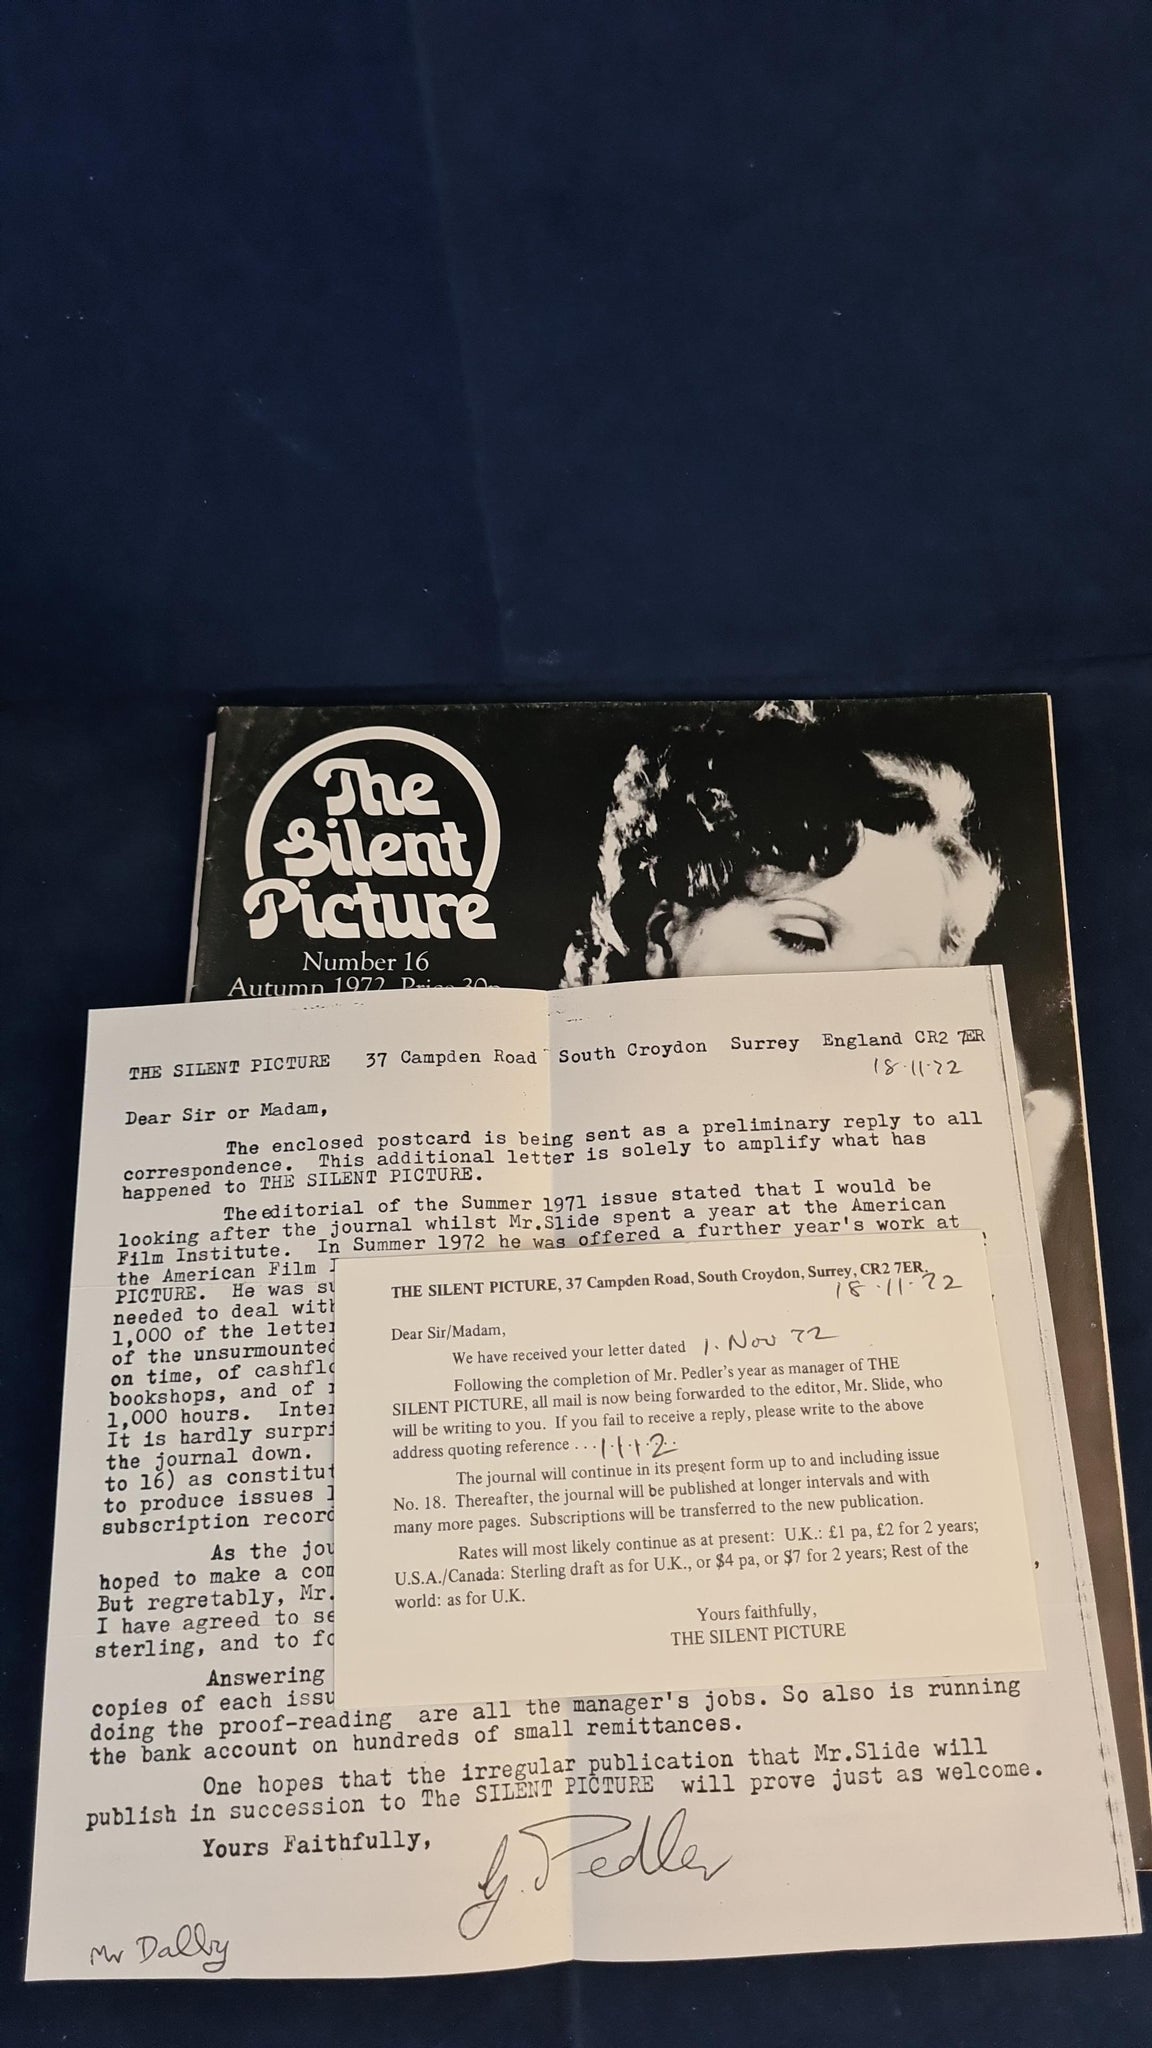 The
Silent
Picture
Number 16
Autumn 1972 Price 30p
THE SILENT PICTURE 37 Campden Road South Croydon Surrey England CR2 7ER
18.11.72
Dear Sir or Madam,
The enclosed postcard is being sent as a preliminary reply to all
correspondence. This additional letter is solely to amplify what has
happened to THE SILENT PICTURE.
The editorial of the Summer 1971 issue stated that I would be
looking after the journal whilst Mr.Slide spent a year at the American
Film Institute. In Summer 1972 he was offered a further year's work at
the American Film
PICTURE. He was
needed to deal with
1,000 of the
of the unsurmounted
on time, of
bookshops, and of
1,000 hours.
It is hardly
the journal down.
to 16) as
to produce issues
subscription
As the
hoped to make a
But regretably, Mr.
I have agreed to
sterling, and to
Answering
copies of each
doing the proof-reading are all the manager's jobs. So also is running
the bank account on hundreds of small remittances.
One hopes that the irregular publication that Mr.Slide will
publish in succession to The SILENT PICTURE will prove just as welcome.
Yours Faithfully,
G. Pedler
Mr Dalby
THE SILENT PICTURE, 37 Campden Road, South Croydon, Surrey, CR2 7ER.
18.11.72
Dear Sir/Madam,
We have received your letter dated 1. Nov 72
Following the completion of Mr. Pedler's year as manager of THE
SILENT PICTURE, all mail is now being forwarded to the editor, Mr. Slide, who
will be writing to you. If you fail to receive a reply, please write to the above
address quoting reference
The journal will continue in its present form up to and including issue
No. 18. Thereafter, the journal will be published at longer intervals and with
many more pages. Subscriptions will be transferred to the new publication.
Rates will most likely continue as at present: U.K.: £1 pa, £2 for 2 years;
U.S.A./Canada: Sterling draft as for U.K., or $4 pa, or $7 for 2 years; Rest of the
world: as for U.K.
Yours faithfully,
THE SILENT PICTURE